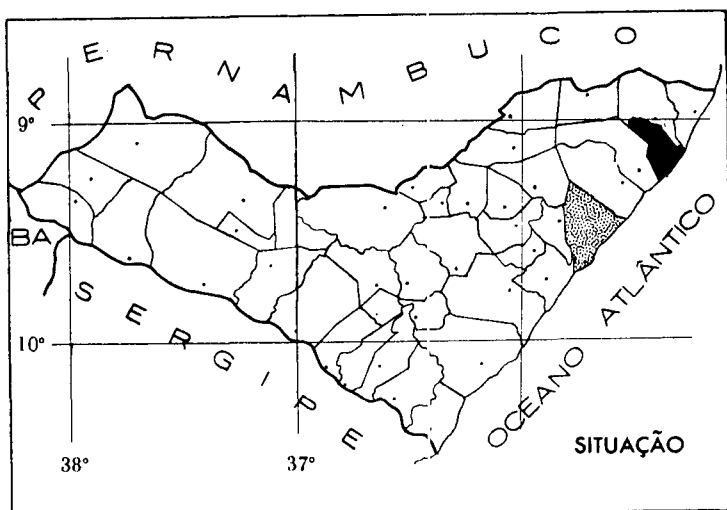 PERNAMBUCO
9°
BA
SERGIPE
OCEANO ATLÂNTICO
10°
SITUAÇÃO
38°
37°